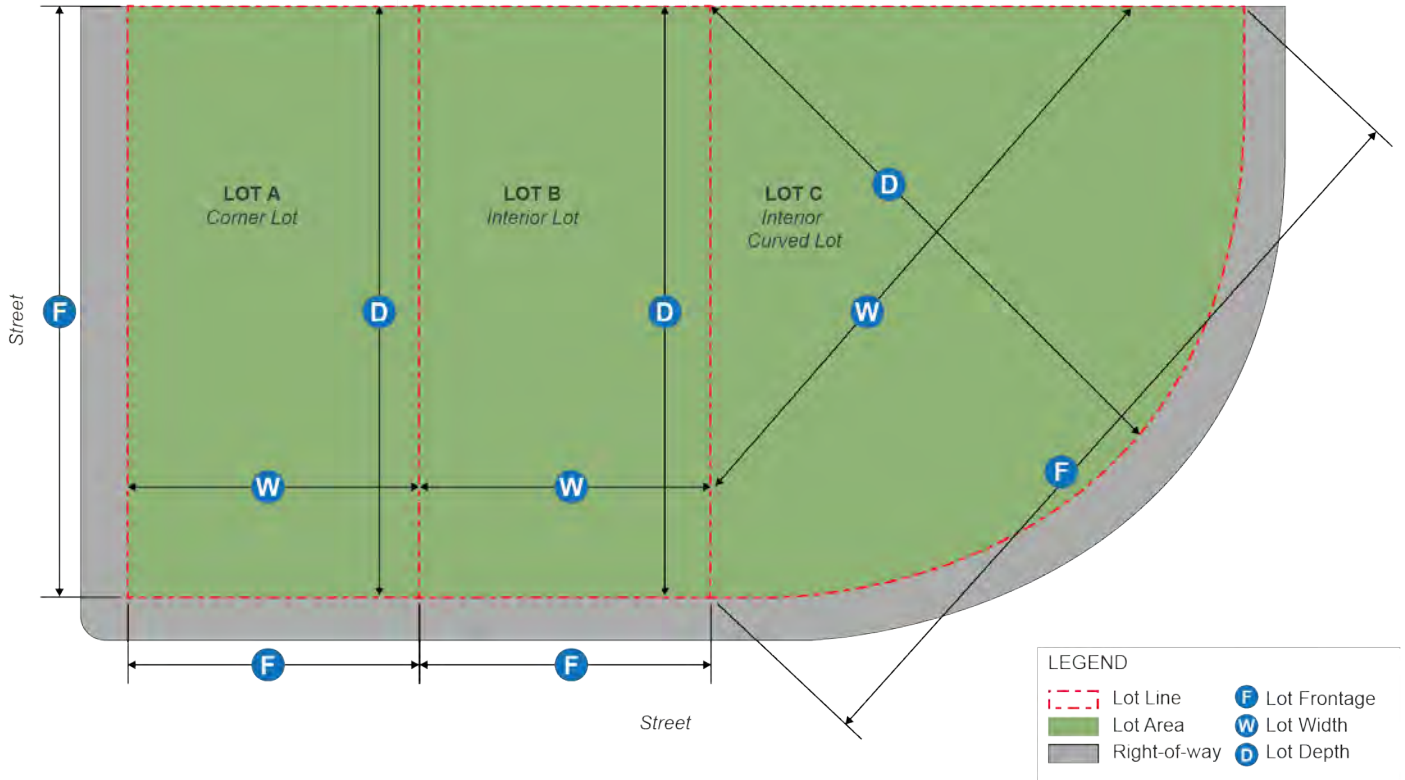 LOT A
Corner Lot
LOT B
Interior Lot
LOT C
Interior
Curved Lot
D
Street
F
D
D
W
W
W
F
F
F
Street
LEGEND
Lot Line
F Lot Frontage
Lot Area
W Lot Width
Right-of-way
D Lot Depth